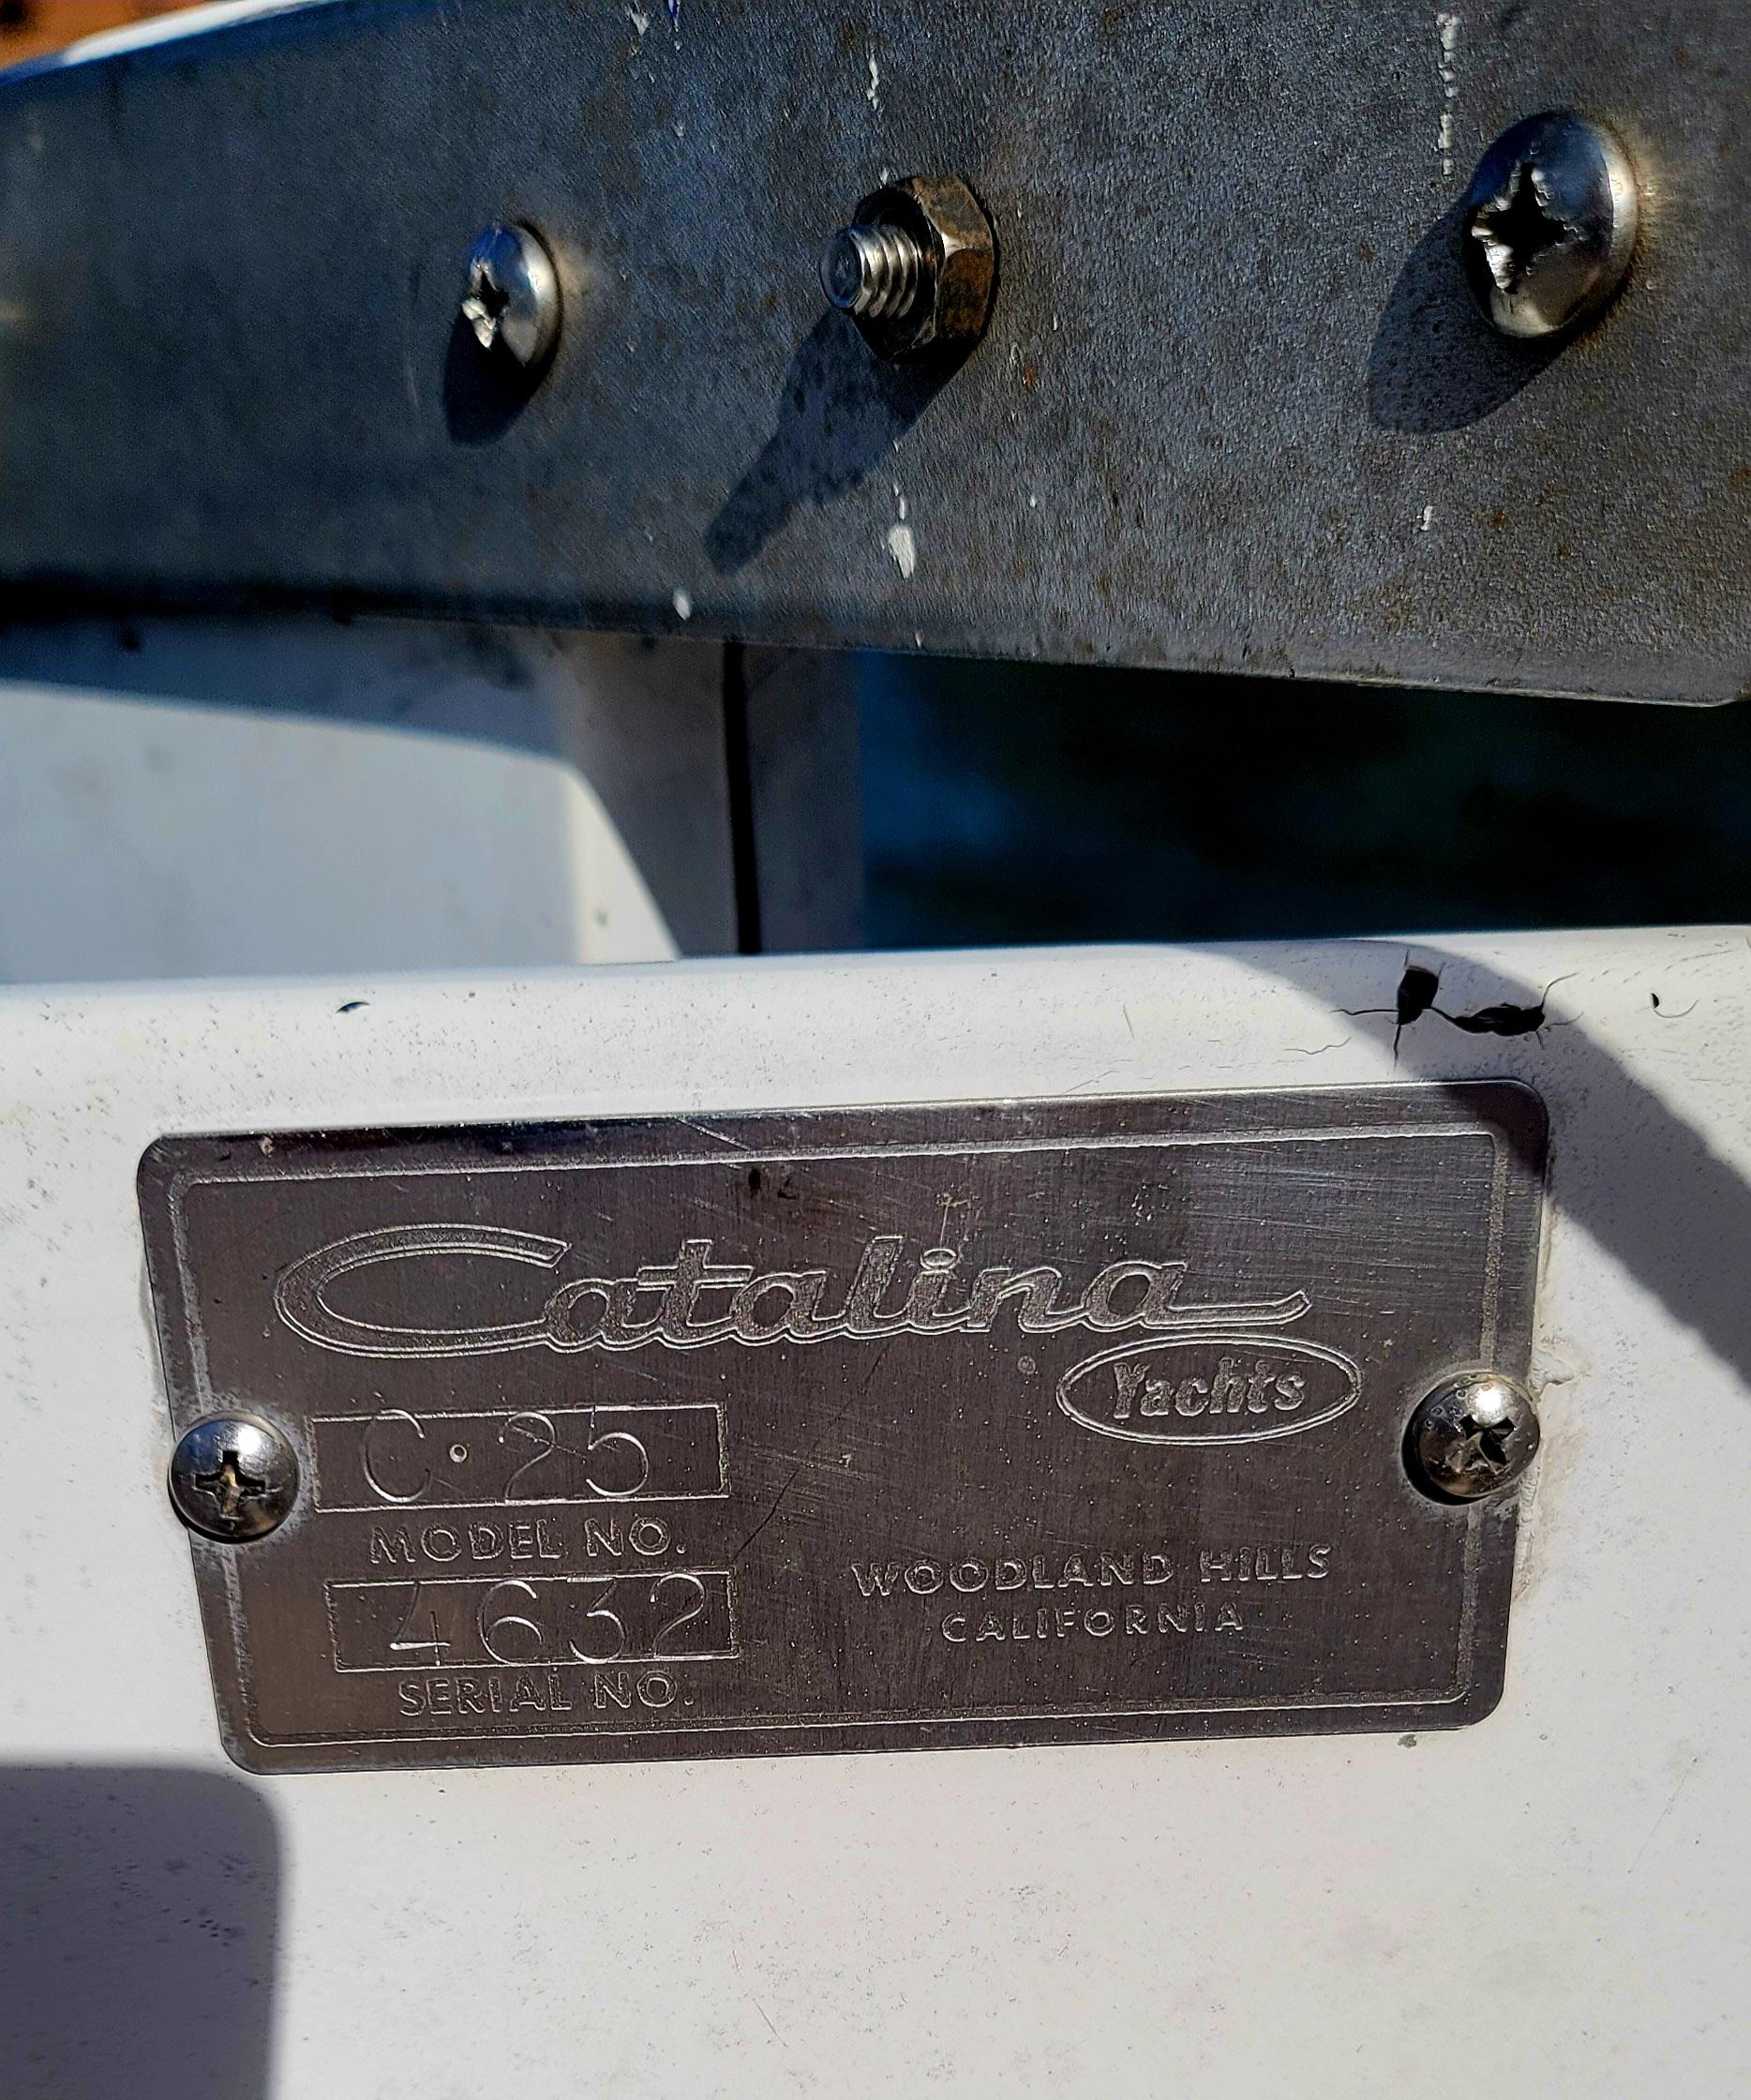 Catalina
Yachts
C·25
MODEL NO.
4632
SERIAL NO.
WOODLAND HILLS
CALIFORNIA